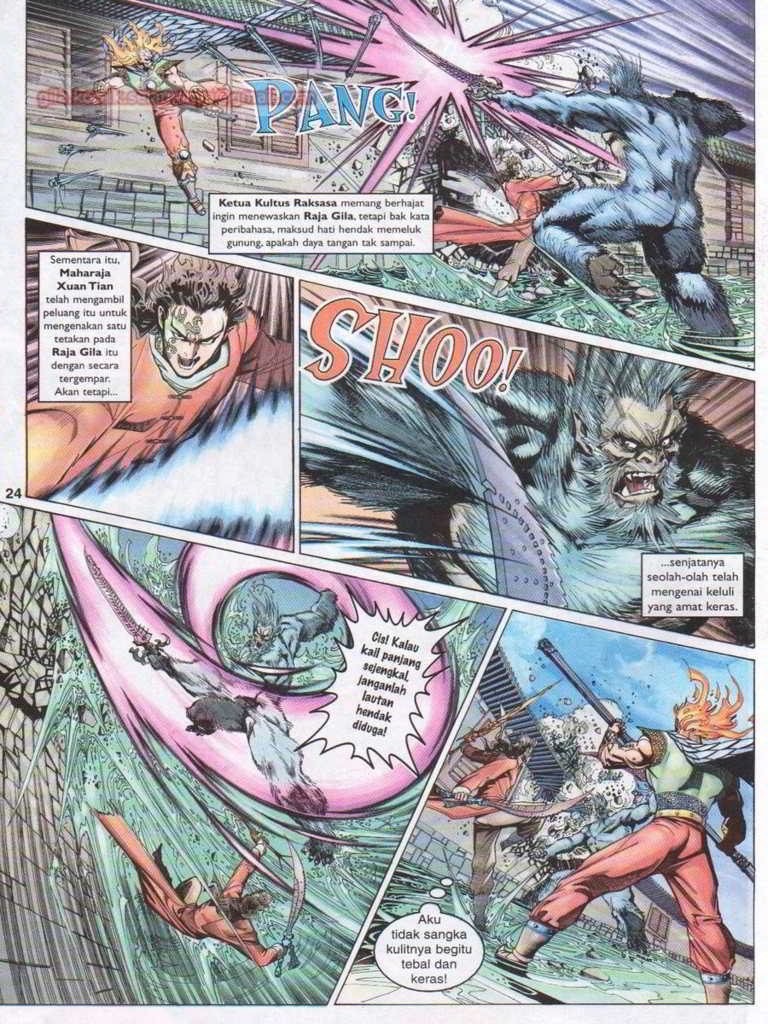 PANG!
Ketua Kultus Raksasa memang berhajat
ingin menewaskan Raja Gila, tetapi bak kata
peribahasa, maksud hati hendak memeluk
gunung, apakah daya tangan tak sampai.
Sementara itu,
Maharaja
Xuan Tian
telah mengambil
peluang itu untuk
mengenakan satu
tetakan pada
Raja Gila itu
dengan secara
tergempar.
Akan tetapi...
SHOO!
...senjatanya
seolah-olah telah
mengenai keluli
yang amat keras.
24
Cis! Kalau
kail panjang
sejengkal,
janganlah
lautan
hendak
diduga!
Aku
tidak sangka
kulitnya begitu
tebal dan
keras!